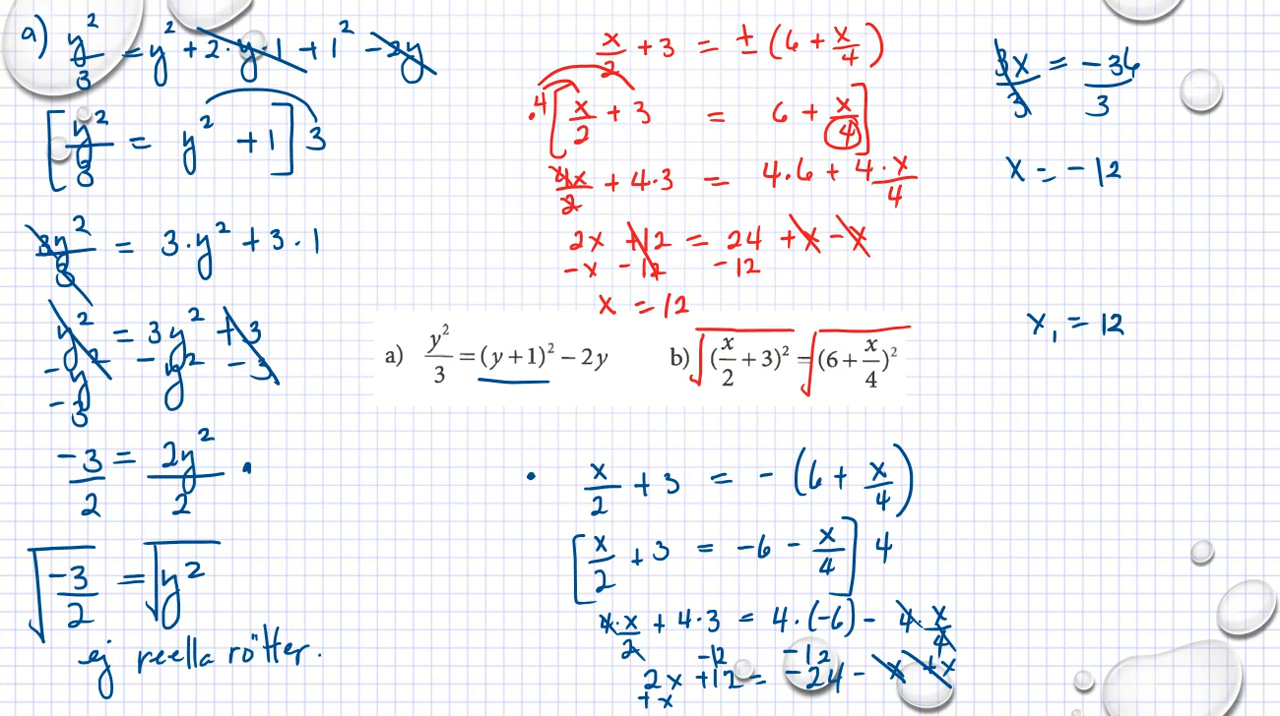 a) y²/3 = y² + 2·y·1 + 1² - 2y
[y²/3 = y² + 1] 3
3y²/3 = 3·y² + 3·1
y² = 3y² + 3
-y² -y² -3
-3
-3/2 = 2y²/2
√(-3/2) = √y²
ej reella rötter.
x/2 + 3 = ± (6 + x/4)
·4 [x/2 + 3 = 6 + x/4]
4x/2 + 4·3 = 4·6 + 4·x/4
2x + 12 = 24 + x - x
-x - 12 -12
x = 12
a) y²/3 = (y + 1)² − 2y
b) √(x/2 + 3)² = √(6 + x/4)²
· x/2 + 3 = - (6 + x/4)
[x/2 + 3 = -6 - x/4] 4
4·x/2 + 4·3 = 4·(-6) - 4·x/4
-12 -12
2x + 12 = -24 - x + x
+x
3x/3 = -36/3
x = -12
x₁ = 12